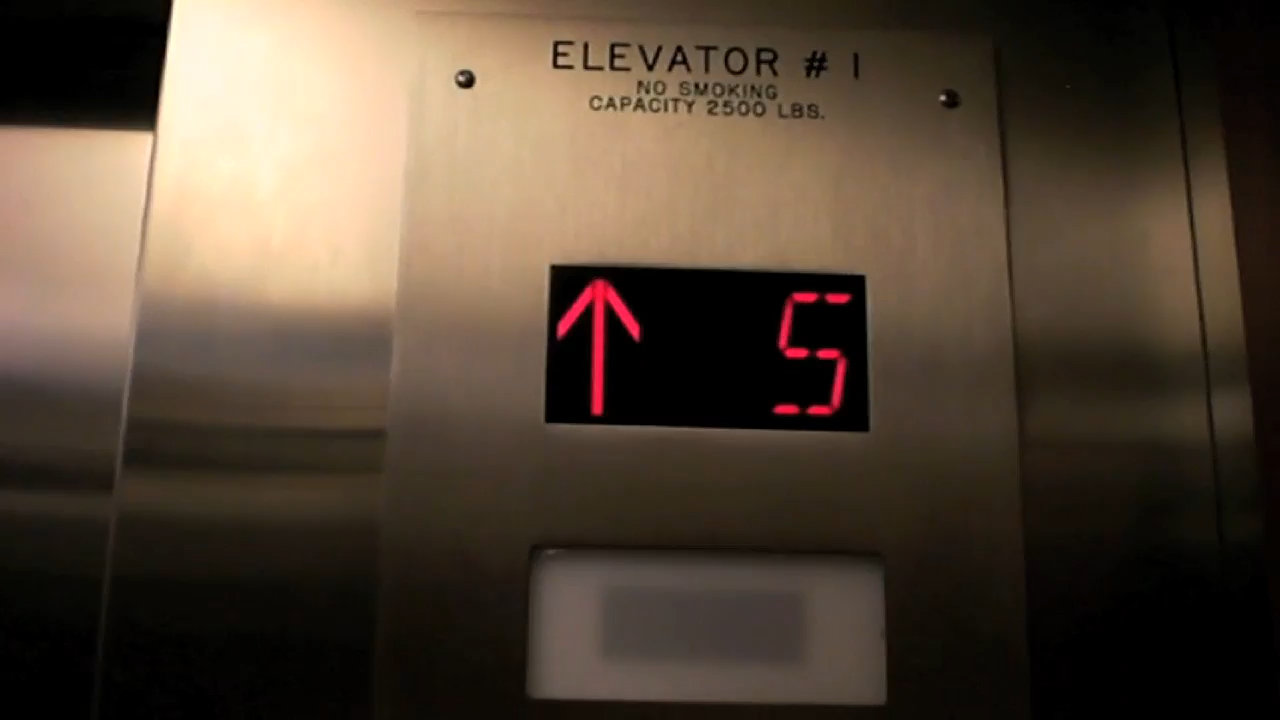 ELEVATOR # 1
NO SMOKING
CAPACITY 2500 LBS.
↑ 5